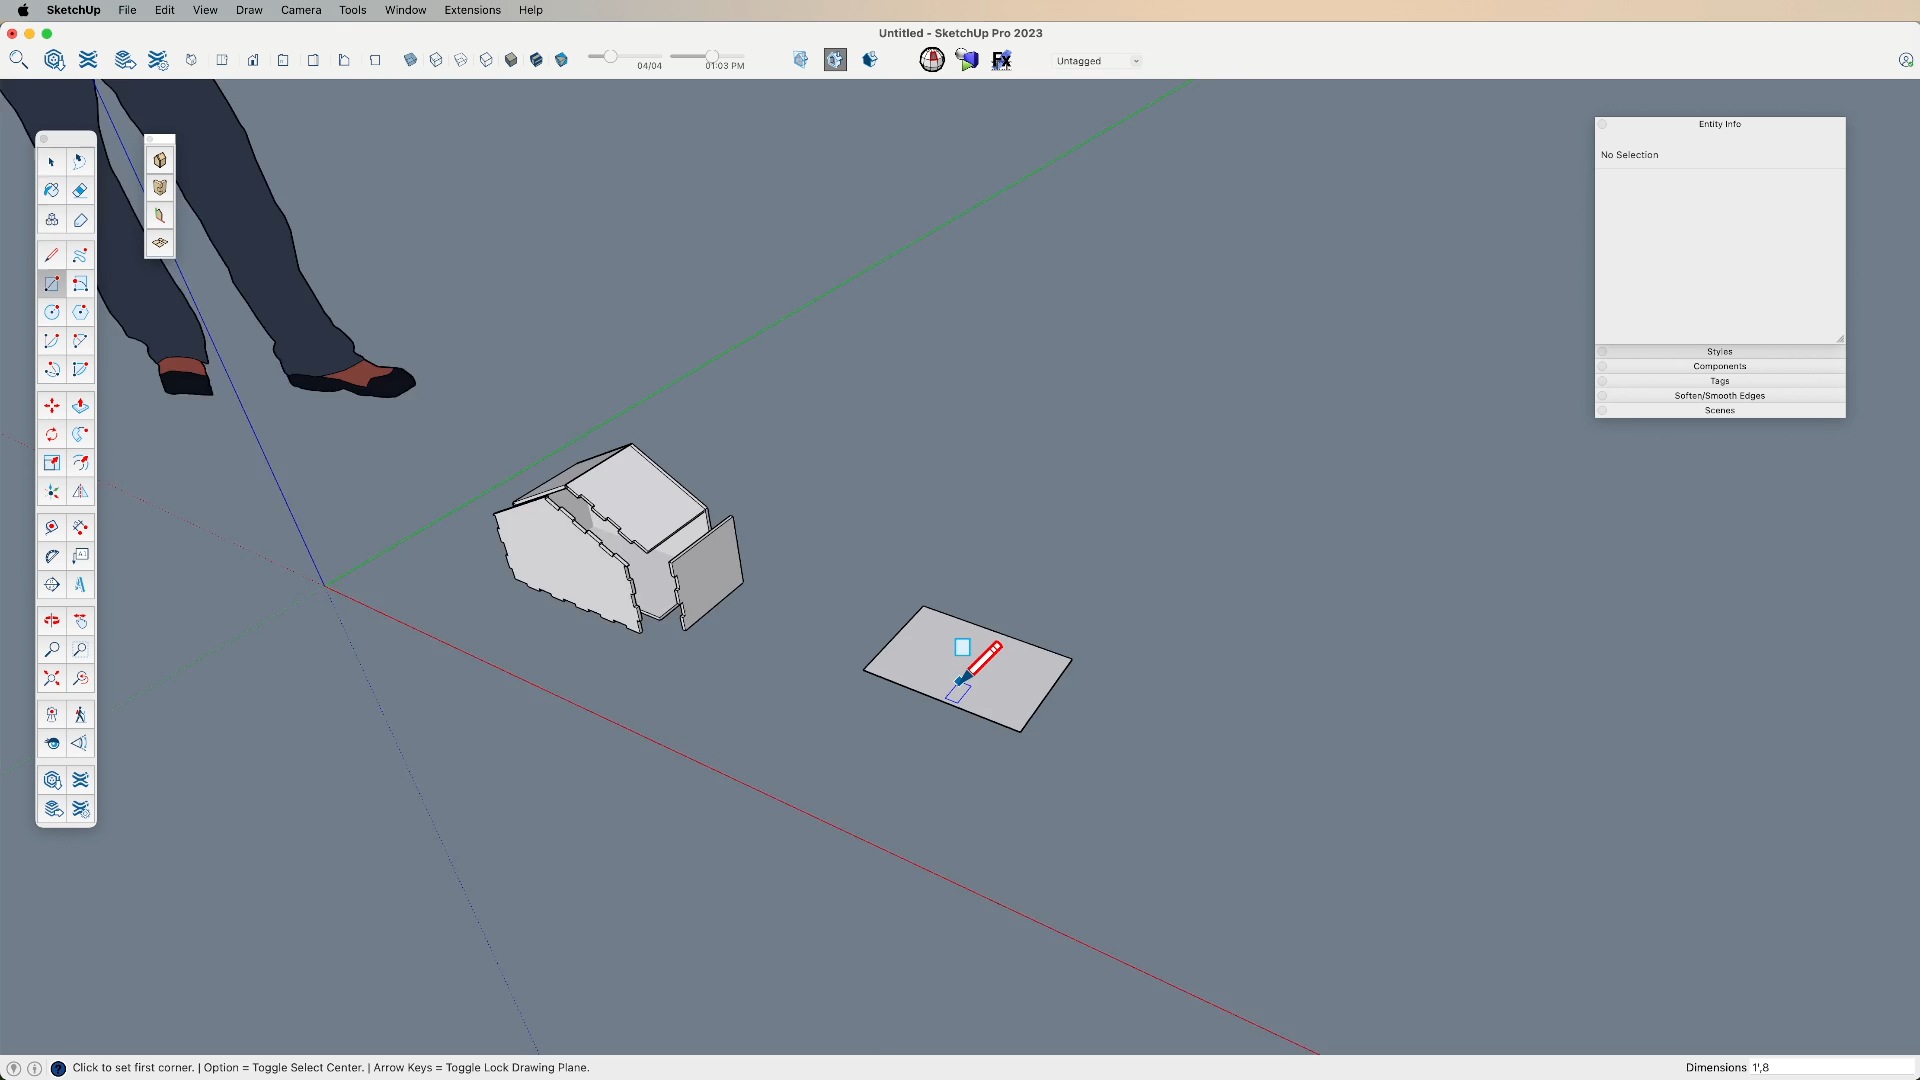 SketchUp File Edit View Draw Camera Tools Window Extensions Help
Untitled - SketchUp Pro 2023
04/04
01:03 PM
Untagged
Entity Info
No Selection
Styles
Components
Tags
Soften/Smooth Edges
Scenes
Click to set first corner. | Option = Toggle Select Center. | Arrow Keys = Toggle Lock Drawing Plane.
Dimensions 1',8